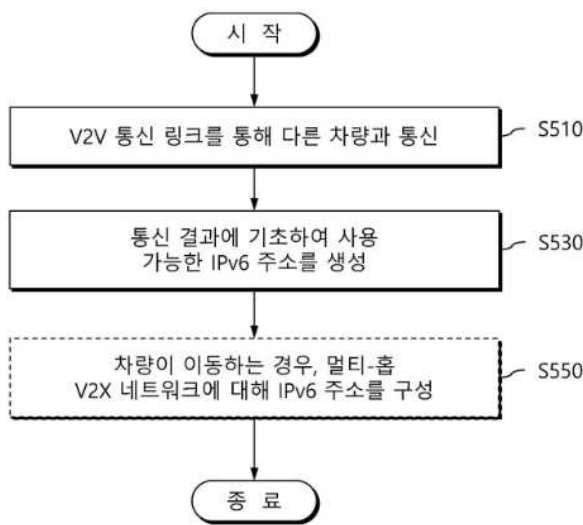 시 작
V2V 통신 링크를 통해 다른 차량과 통신
S510
통신 결과에 기초하여 사용
가능한 IPv6 주소를 생성
S530
차량이 이동하는 경우, 멀티-홉
V2X 네트워크에 대해 IPv6 주소를 구성
S550
종 료